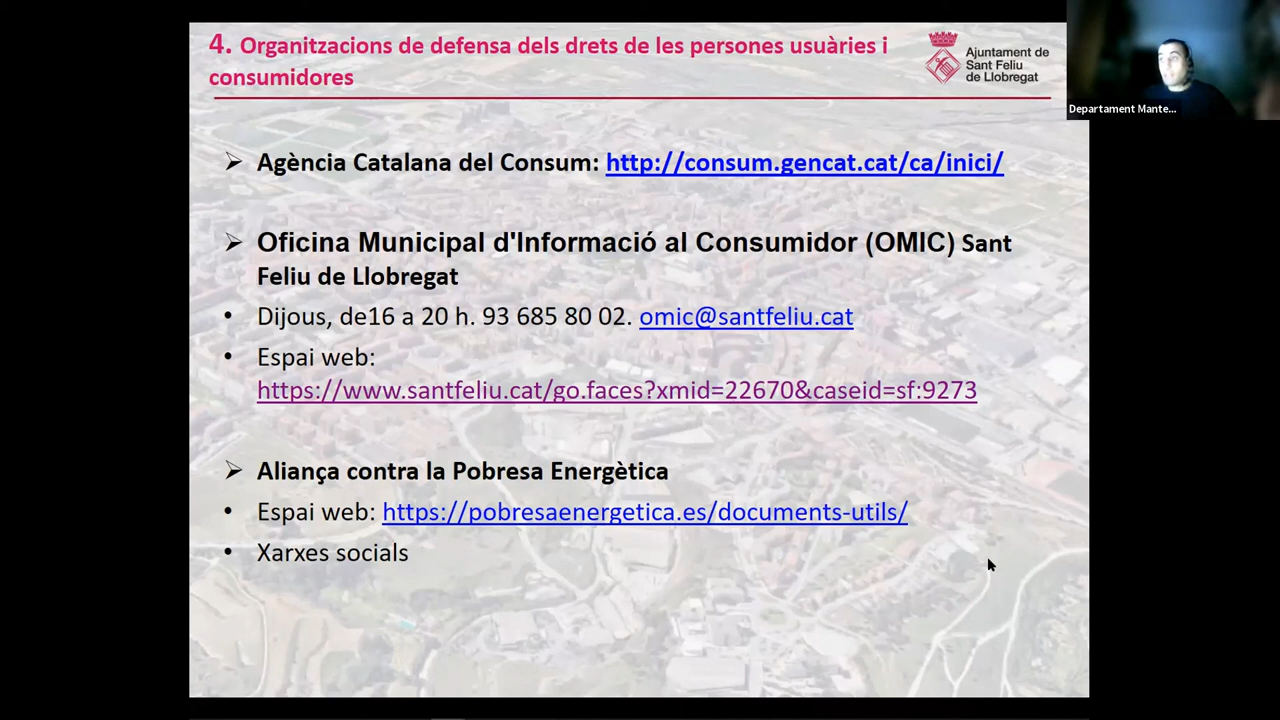 4. Organitzacions de defensa dels drets de les persones usuàries i
consumidores
Ajuntament de
Sant Feliu
de Llobregat
Departament Mante...
Agència Catalana del Consum: http://consum.gencat.cat/ca/inici/
Oficina Municipal d'Informació al Consumidor (OMIC) Sant
Feliu de Llobregat
Dijous, de16 a 20 h. 93 685 80 02. omic@santfeliu.cat
Espai web:
https://www.santfeliu.cat/go.faces?xmid=22670&caseid=sf:9273
Aliança contra la Pobresa Energètica
Espai web: https://pobresaenergetica.es/documents-utils/
Xarxes socials